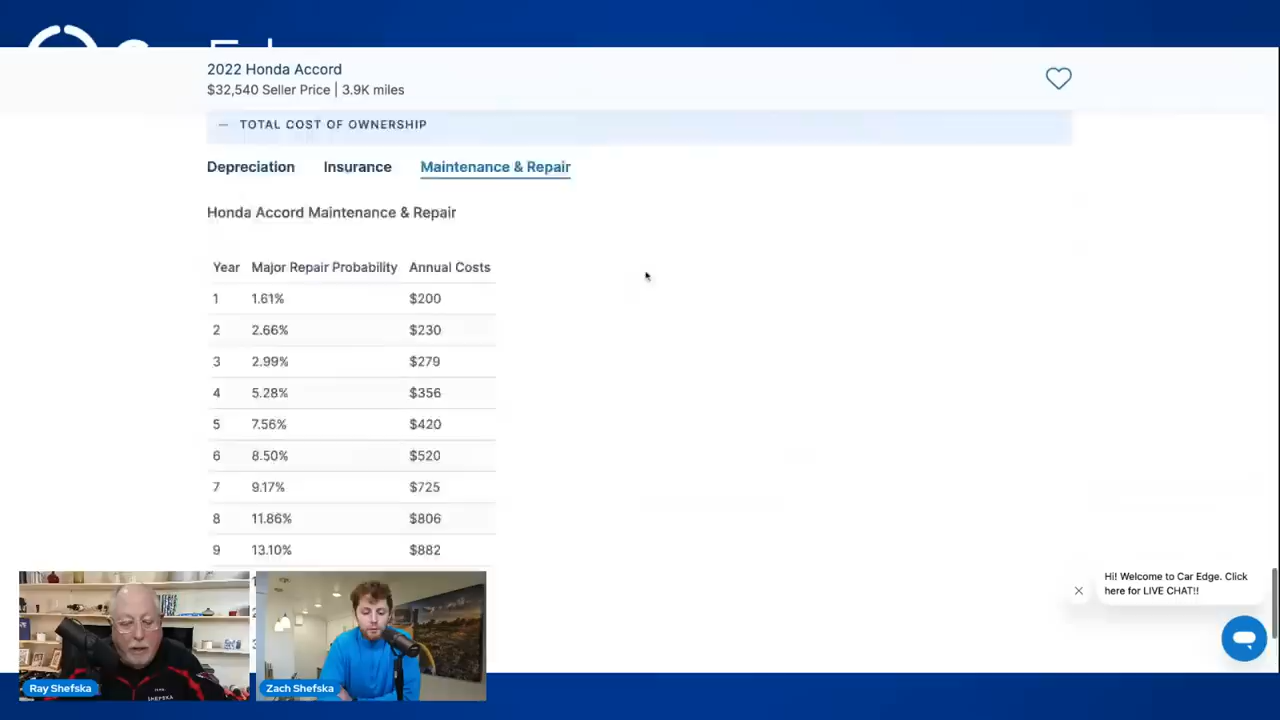 2022 Honda Accord
$32,540 Seller Price | 3.9K miles
— TOTAL COST OF OWNERSHIP
Depreciation Insurance Maintenance & Repair
Honda Accord Maintenance & Repair
Year Major Repair Probability Annual Costs
1 1.61% $200
2 2.66% $230
3 2.99% $279
4 5.28% $356
5 7.56% $420
6 8.50% $520
7 9.17% $725
8 11.86% $806
9 13.10% $882
Hi! Welcome to Car Edge. Click
here for LIVE CHAT!!
SHEFSKA
Ray Shefska
Zach Shefska